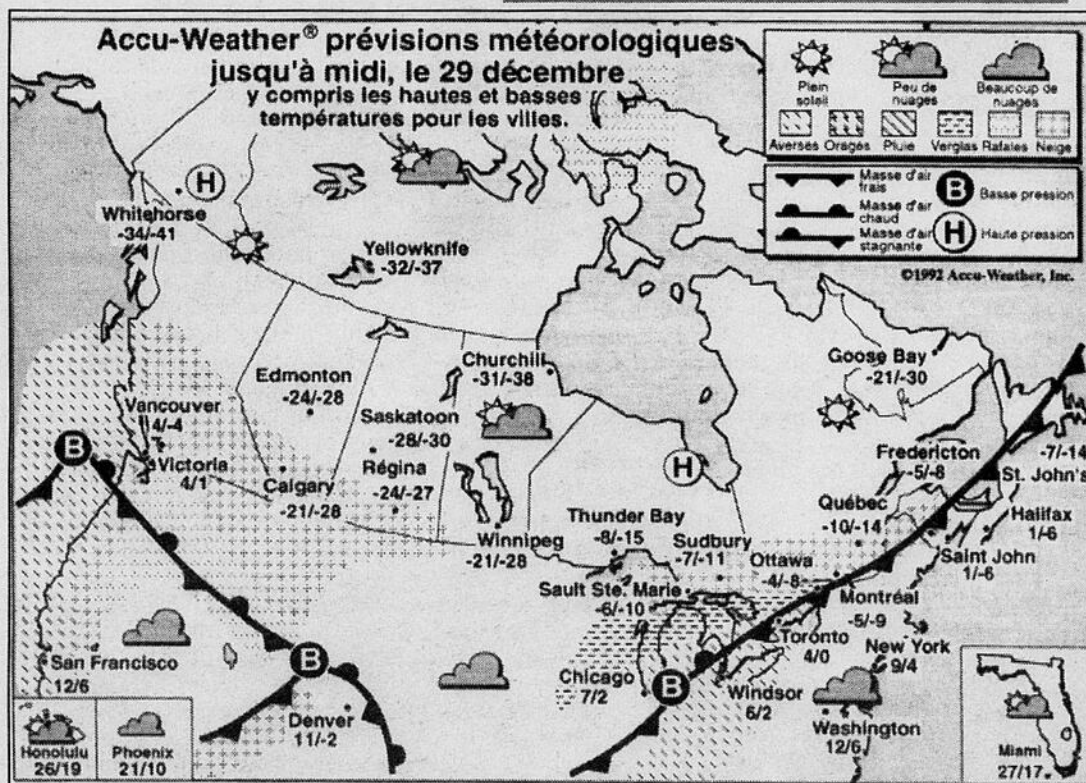 Accu-Weather® prévisions météorologiques
jusqu'à midi, le 29 décembre
y compris les hautes et basses
températures pour les villes.
Plein
soleil
Peu de
nuages
Beaucoup de
nuages
Averses Orages Pluie Verglas Rafales Neige
Masse d'air
frais
Masse d'air
chaud
Masse d'air
stagnante
B Basse pression
H Haute pression
©1992 Accu-Weather, Inc.
H
Whitehorse
-34/-41
Yellowknife
-32/-37
Churchill
-31/-38
Goose Bay
-21/-30
Edmonton
-24/-28
Vancouver
4/-4
Saskatoon
-28/-30
B
Victoria
4/1
Régina
-24/-27
Calgary
-21/-28
Winnipeg
-21/-28
H
Fredericton
-5/-8
-7/-14
St. John's
Québec
-10/-14
Halifax
1/-6
Thunder Bay
-8/-15
Sudbury
-7/-11
Ottawa
-4/-8
Saint John
1/-6
Sault Ste. Marie
-6/-10
Montréal
-5/-9
Toronto
4/0
New York
9/4
San Francisco
12/6
B
Chicago
7/2
B
Windsor
6/2
Denver
11/-2
Washington
12/6
Honolulu
26/19
Phoenix
21/10
Miami
27/17